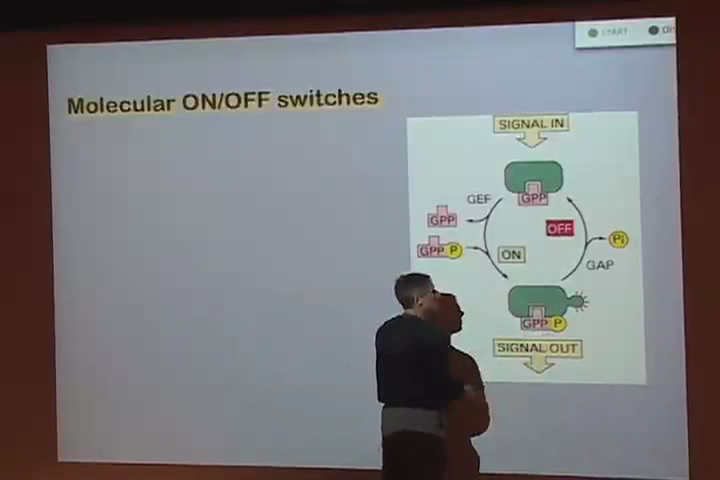 START
Molecular ON/OFF switches
SIGNAL IN
GPP
GEF
GPP
OFF
Pi
GPP P
ON
GAP
GPP P
SIGNAL OUT